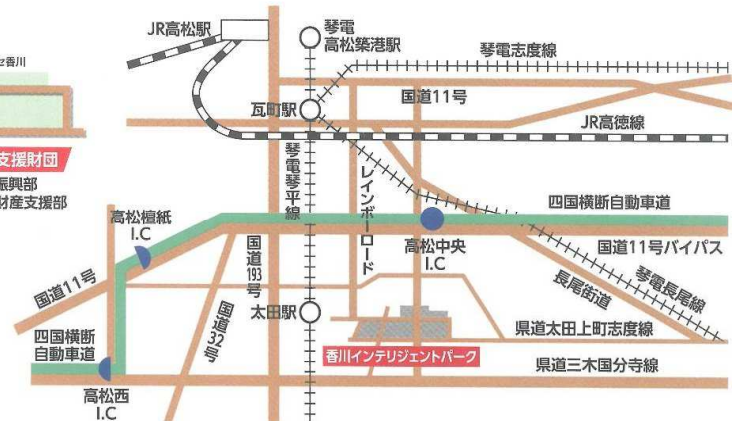 JR高松駅
琴電
高松築港駅
琴電志度線
セ香川
国道11号
瓦町駅
JR高徳線
支援財団
振興部
財産支援部
琴電琴平線
レインボーロード
高松檀紙
I.C
四国横断自動車道
高松中央
I.C
国道11号バイパス
国道193号
国道11号
琴電長尾線
長尾街道
国道32号
太田駅
県道太田上町志度線
四国横断
自動車道
香川インテリジェントパーク
県道三木国分寺線
高松西
I.C